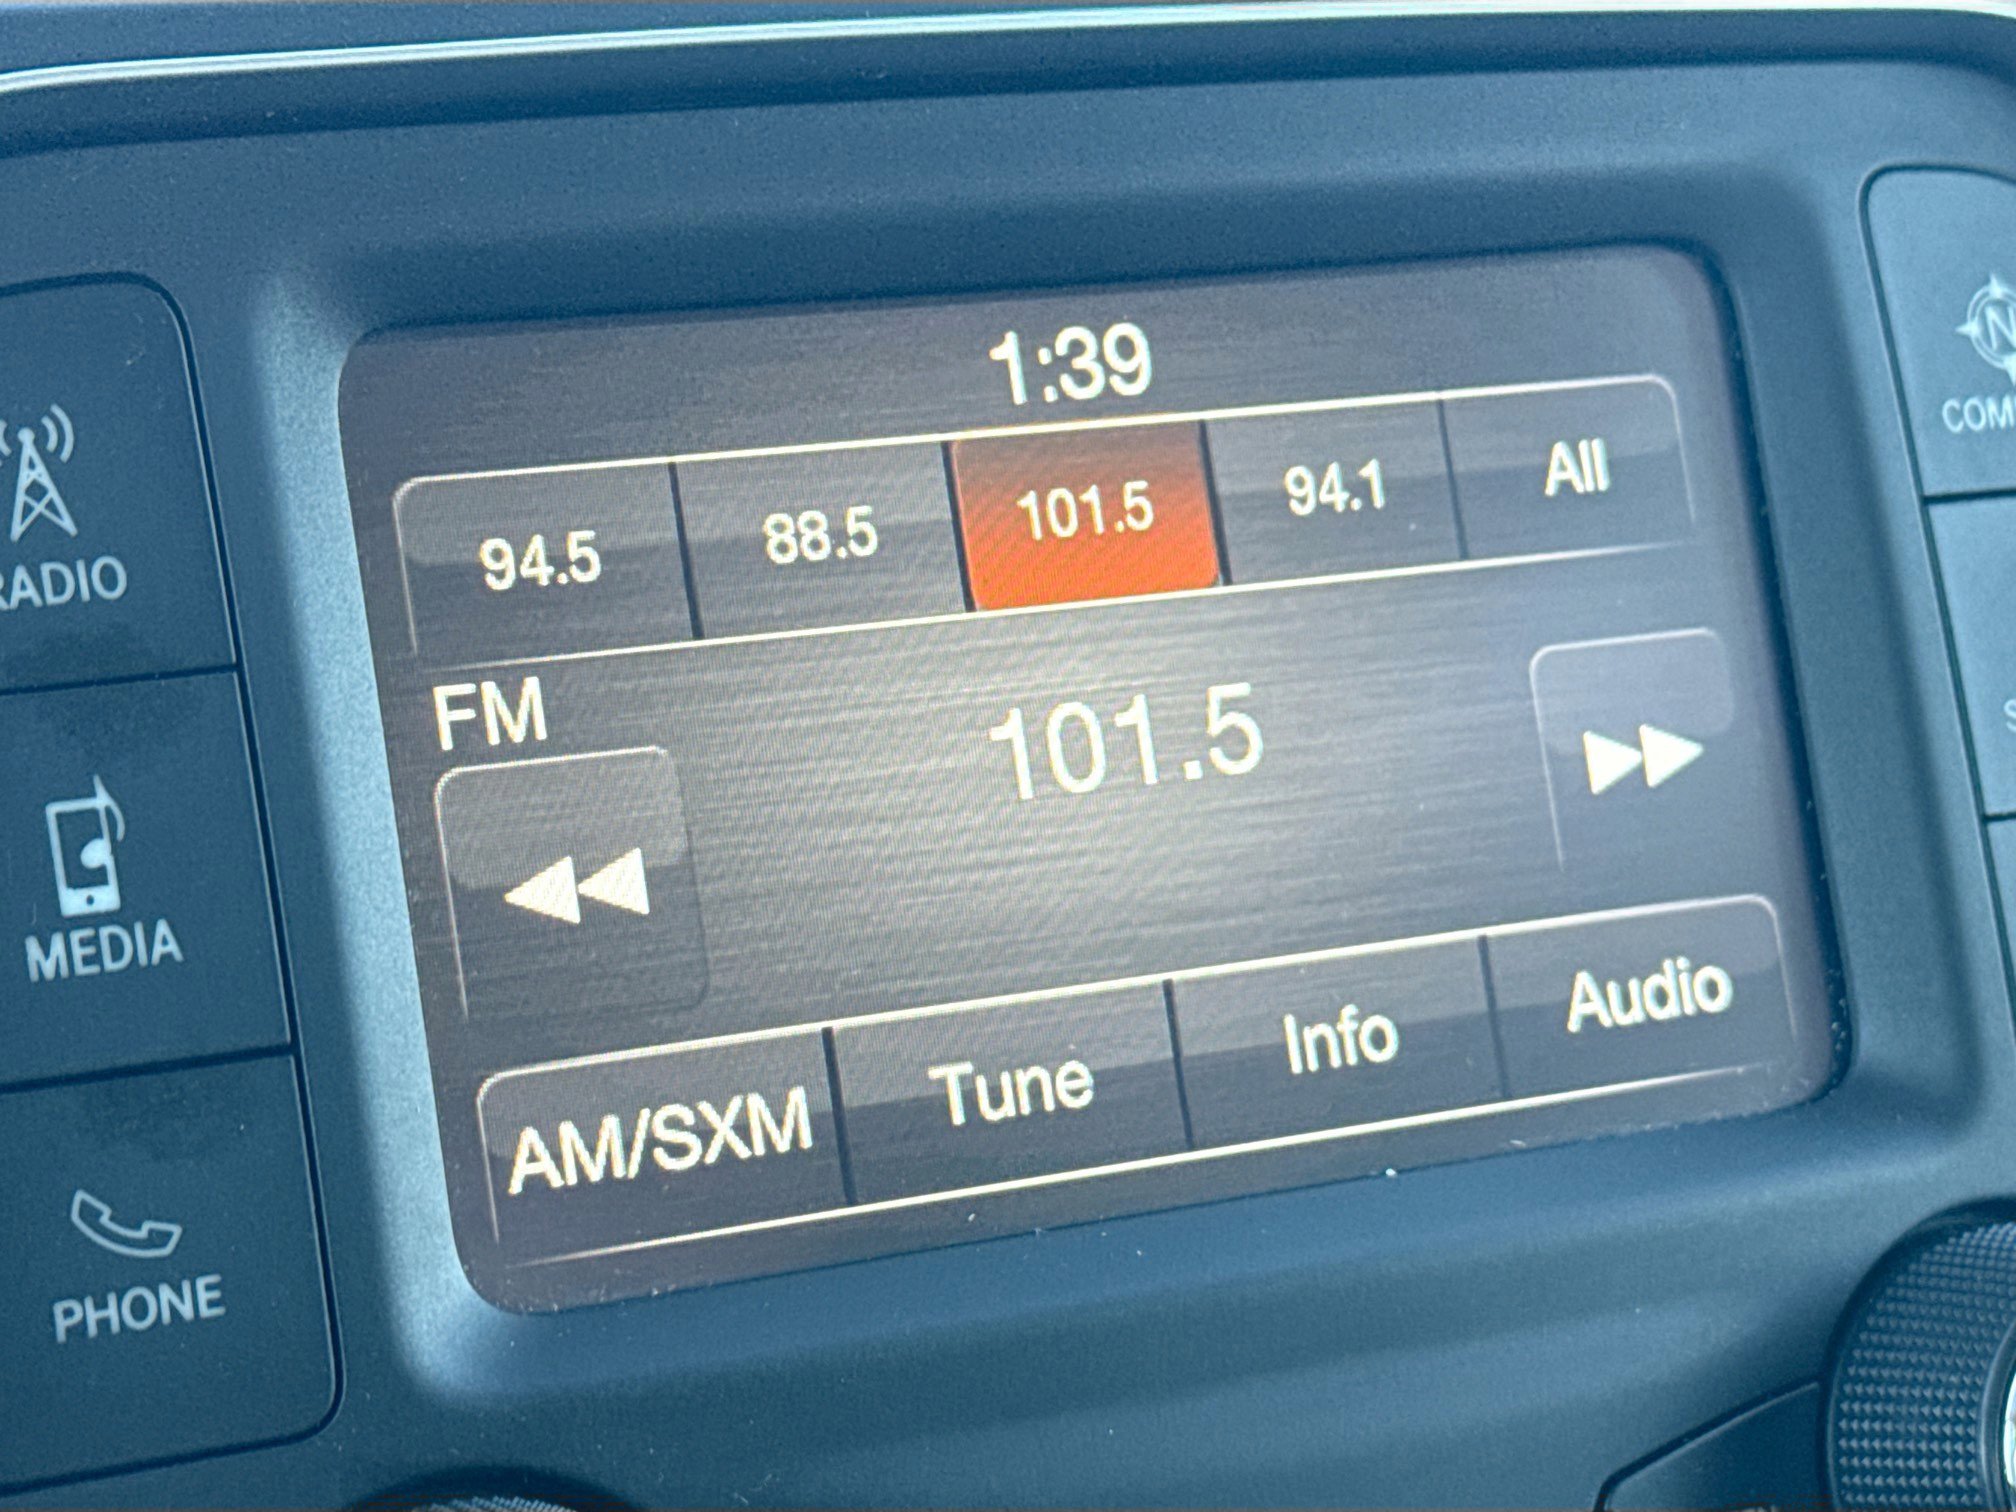 1:39
94.5 88.5 101.5 94.1 All
FM
101.5
AM/SXM Tune Info Audio
RADIO
MEDIA
PHONE
COM
N